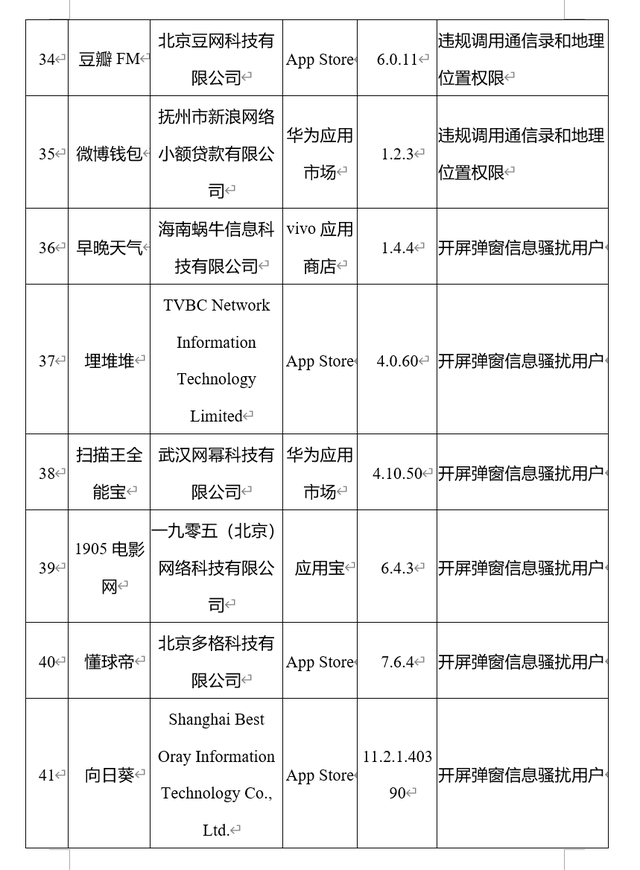 34
豆瓣 FM
北京豆网科技有
限公司
App Store
6.0.11
违规调用通信录和地理
位置权限
35
微博钱包
抚州市新浪网络
小额贷款有限公
司
华为应用
市场
1.2.3
违规调用通信录和地理
位置权限
36
早晚天气
海南蜗牛信息科
技有限公司
vivo 应用
商店
1.4.4
开屏弹窗信息骚扰用户
37
埋堆堆
TVBC Network
Information
Technology
Limited
App Store
4.0.60
开屏弹窗信息骚扰用户
38
扫描王全
能宝
武汉网幂科技有
限公司
华为应用
市场
4.10.50
开屏弹窗信息骚扰用户
39
1905 电影
网
一九零五（北京）
网络科技有限公
司
应用宝
6.4.3
开屏弹窗信息骚扰用户
40
懂球帝
北京多格科技有
限公司
App Store
7.6.4
开屏弹窗信息骚扰用户
41
向日葵
Shanghai Best
Oray Information
Technology Co.,
Ltd.
App Store
11.2.1.403
90
开屏弹窗信息骚扰用户